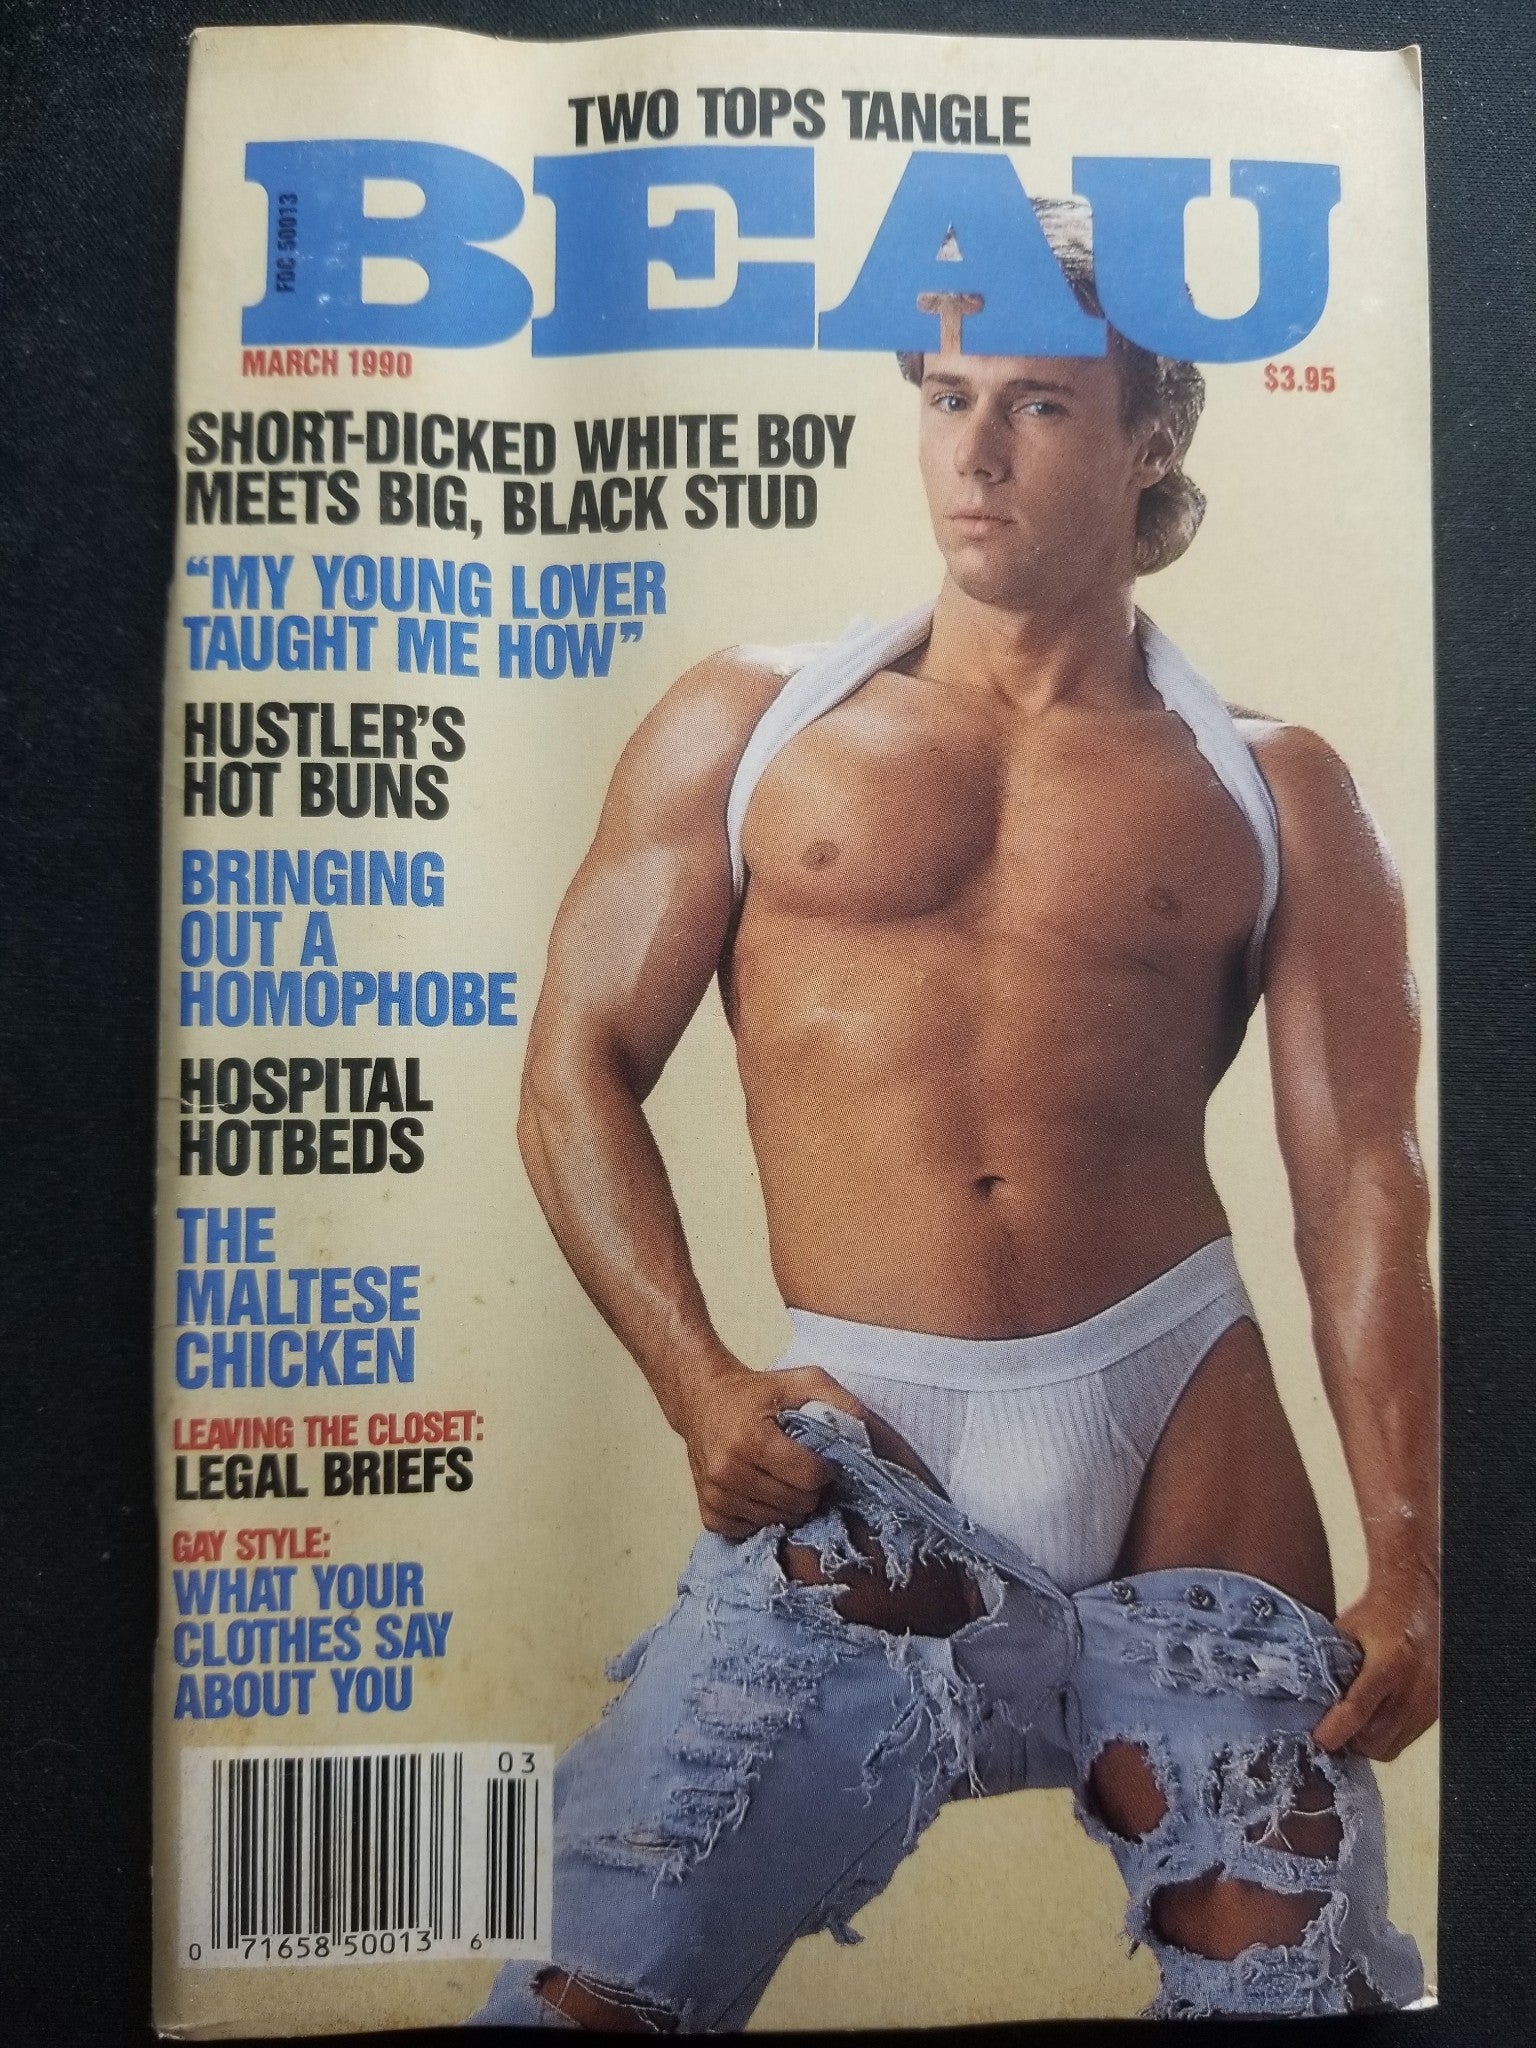 TWO TOPS TANGLE
BEAU
FDC 50013
MARCH 1990
$3.95
SHORT-DICKED WHITE BOY
MEETS BIG, BLACK STUD
“MY YOUNG LOVER
TAUGHT ME HOW”
HUSTLER’S
HOT BUNS
BRINGING
OUT A
HOMOPHOBE
HOSPITAL
HOTBEDS
THE
MALTESE
CHICKEN
LEAVING THE CLOSET:
LEGAL BRIEFS
GAY STYLE:
WHAT YOUR
CLOTHES SAY
ABOUT YOU
03
0 71658 50013 6